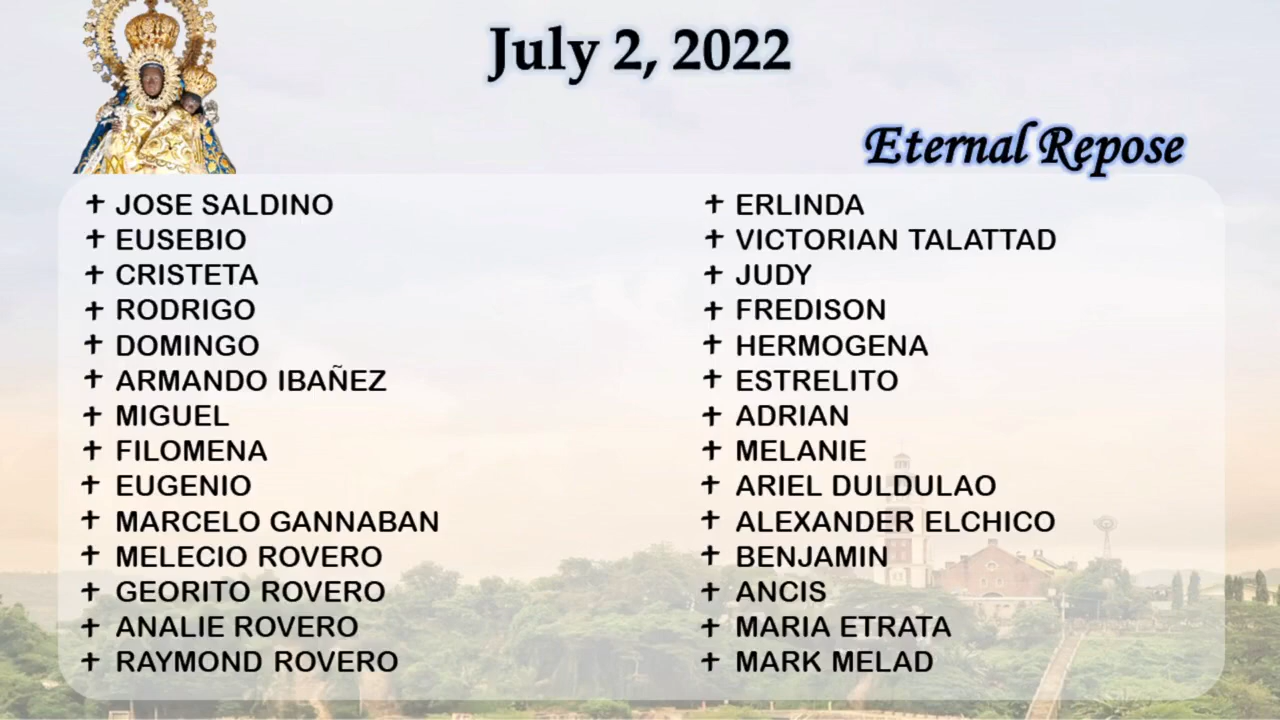 July 2, 2022
Eternal Repose
✝ JOSE SALDINO
✝ EUSEBIO
✝ CRISTETA
✝ RODRIGO
✝ DOMINGO
✝ ARMANDO IBAÑEZ
✝ MIGUEL
✝ FILOMENA
✝ EUGENIO
✝ MARCELO GANNABAN
✝ MELECIO ROVERO
✝ GEORITO ROVERO
✝ ANALIE ROVERO
✝ RAYMOND ROVERO
✝ ERLINDA
✝ VICTORIAN TALATTAD
✝ JUDY
✝ FREDISON
✝ HERMOGENA
✝ ESTRELITO
✝ ADRIAN
✝ MELANIE
✝ ARIEL DULDULAO
✝ ALEXANDER ELCHICO
✝ BENJAMIN
✝ ANCIS
✝ MARIA ETRATA
✝ MARK MELAD